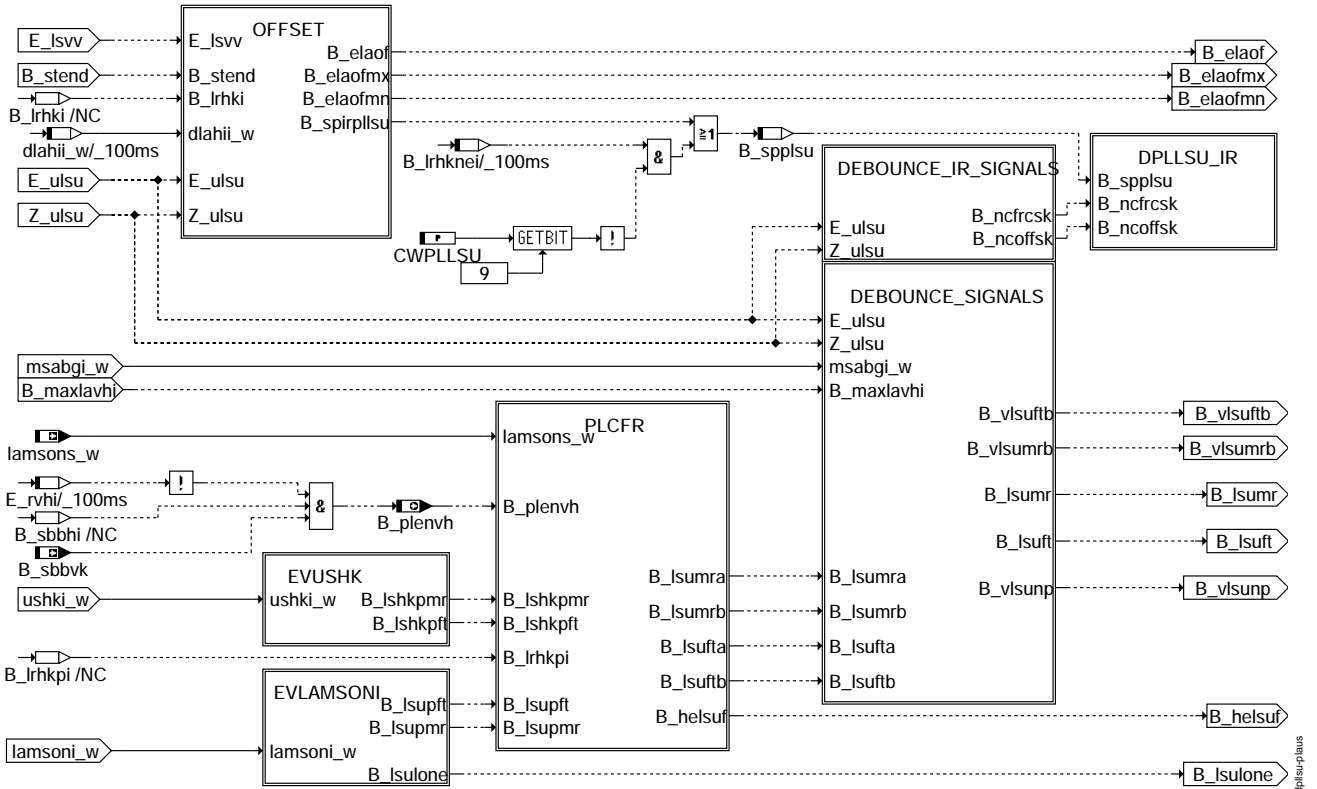 E_lsvv
B_stend
B_lrhki /NC
dlahii_w/_100ms
E_ulsu
Z_ulsu
OFFSET
E_lsvv
B_stend
B_lrhki
dlahii_w
E_ulsu
Z_ulsu
B_elaof
B_elaofmx
B_elaofmn
B_spirpllsu
B_elaof
B_elaofmx
B_elaofmn
B_lrhknei/_100ms
&
≧1
B_spplsu
P
CWPLLSU
GETBIT
!
9
DEBOUNCE_IR_SIGNALS
E_ulsu
Z_ulsu
B_ncfrcsk
B_ncoffsk
DPLLSU_IR
B_spplsu
B_ncfrcsk
B_ncoffsk
DEBOUNCE_SIGNALS
E_ulsu
Z_ulsu
msabgi_w
B_maxlavhi
B_vlsuftb
B_vlsumrb
B_lsumr
B_lsuft
B_vlsunp
B_lsumra
B_lsumrb
B_lsufta
B_lsuftb
B_vlsuftb
B_vlsumrb
B_lsumr
B_lsuft
B_vlsunp
msabgi_w
B_maxlavhi
lamsons_w
E_rvhi/_100ms
!
&
B_sbbhi /NC
B_sbbvk
B_plenvh
PLCFR
lamsons_w
B_plenvh
B_lshkpmr
B_lshkpft
B_lrhkpi
B_lsupft
B_lsupmr
B_lsumra
B_lsumrb
B_lsufta
B_lsuftb
B_helsuf
ushki_w
EVUSHK
ushki_w
B_lshkpmr
B_lshkpft
B_lrhkpi /NC
EVLAMSONI
B_lsupft
B_lsupmr
lamsoni_w
B_lsulone
lamsoni_w
B_helsuf
B_lsulone